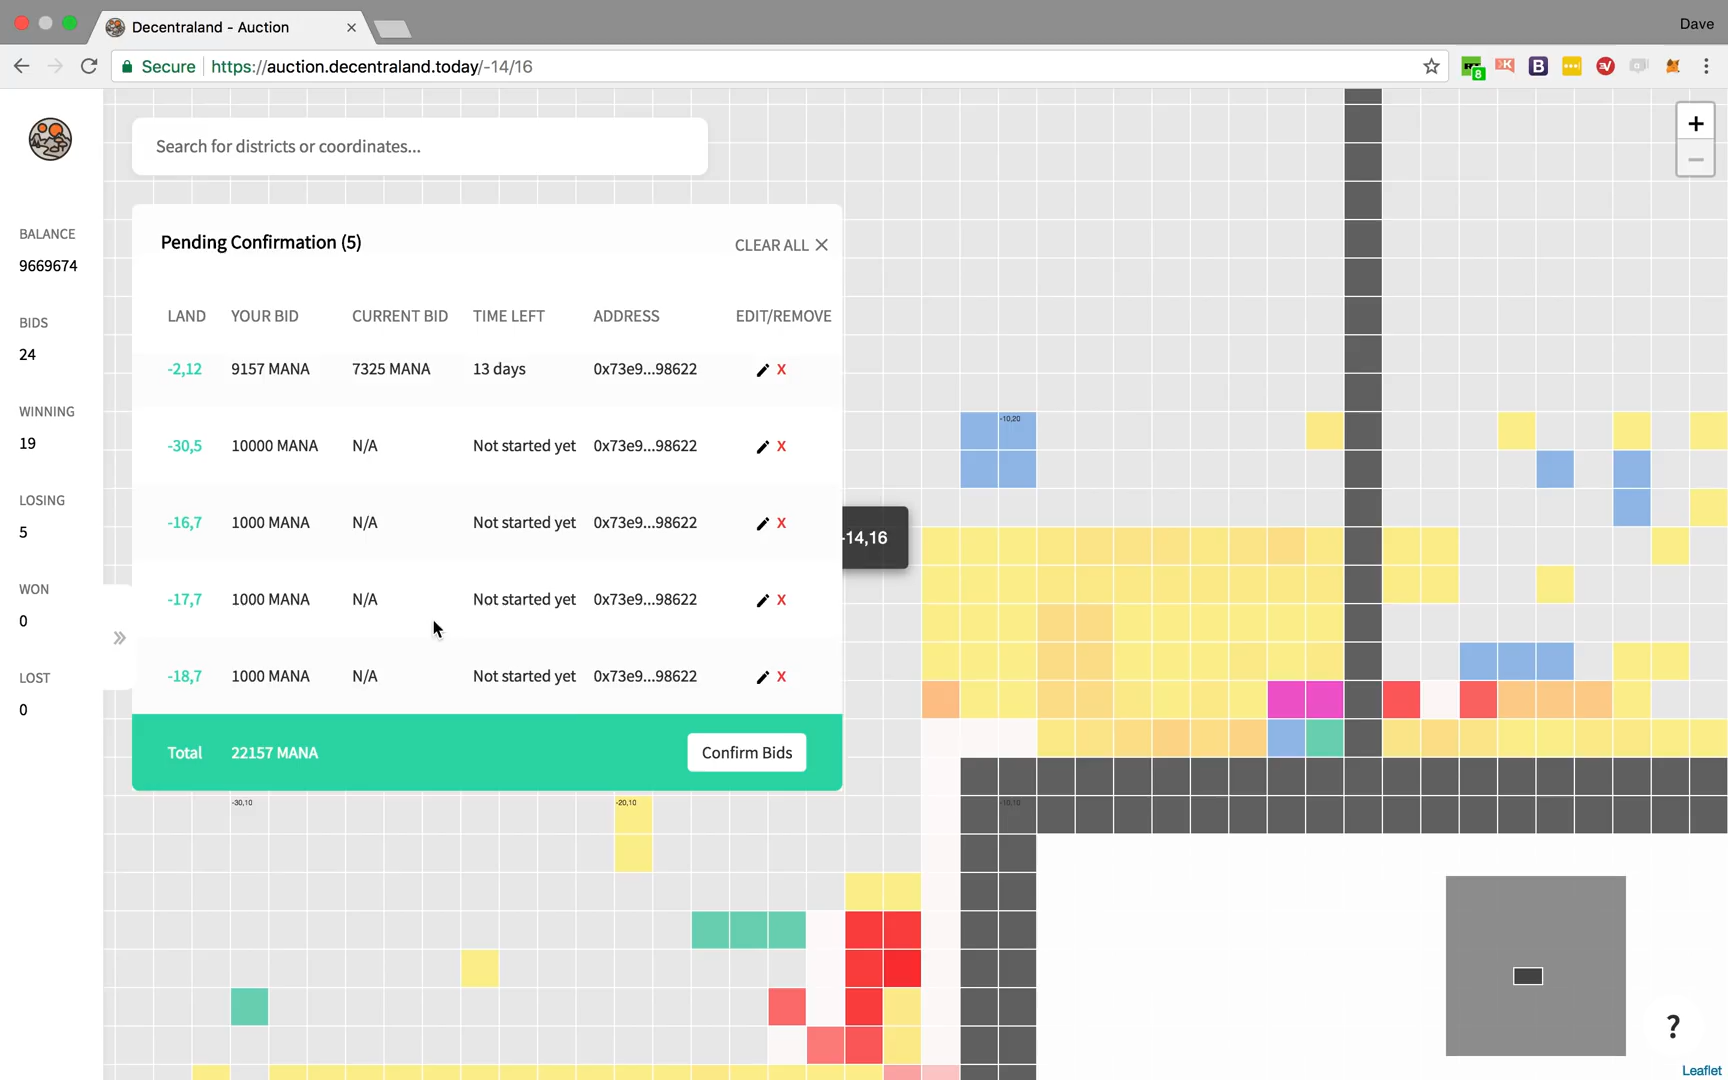 Decentraland - Auction
Dave
Secure https://auction.decentraland.today/-14/16
8
Search for districts or coordinates...
+
−
BALANCE
9669674
BIDS
24
WINNING
19
LOSING
5
WON
0
LOST
0
Pending Confirmation (5)
CLEAR ALL ✕
LAND YOUR BID CURRENT BID TIME LEFT ADDRESS EDIT/REMOVE
-2,12 9157 MANA 7325 MANA 13 days 0x73e9...98622 X
-30,5 10000 MANA N/A Not started yet 0x73e9...98622 X
-16,7 1000 MANA N/A Not started yet 0x73e9...98622 X
-17,7 1000 MANA N/A Not started yet 0x73e9...98622 X
-18,7 1000 MANA N/A Not started yet 0x73e9...98622 X
Total 22157 MANA Confirm Bids
-14,16
-10,20
-30,10
-20,10
-10,10
?
Leaflet